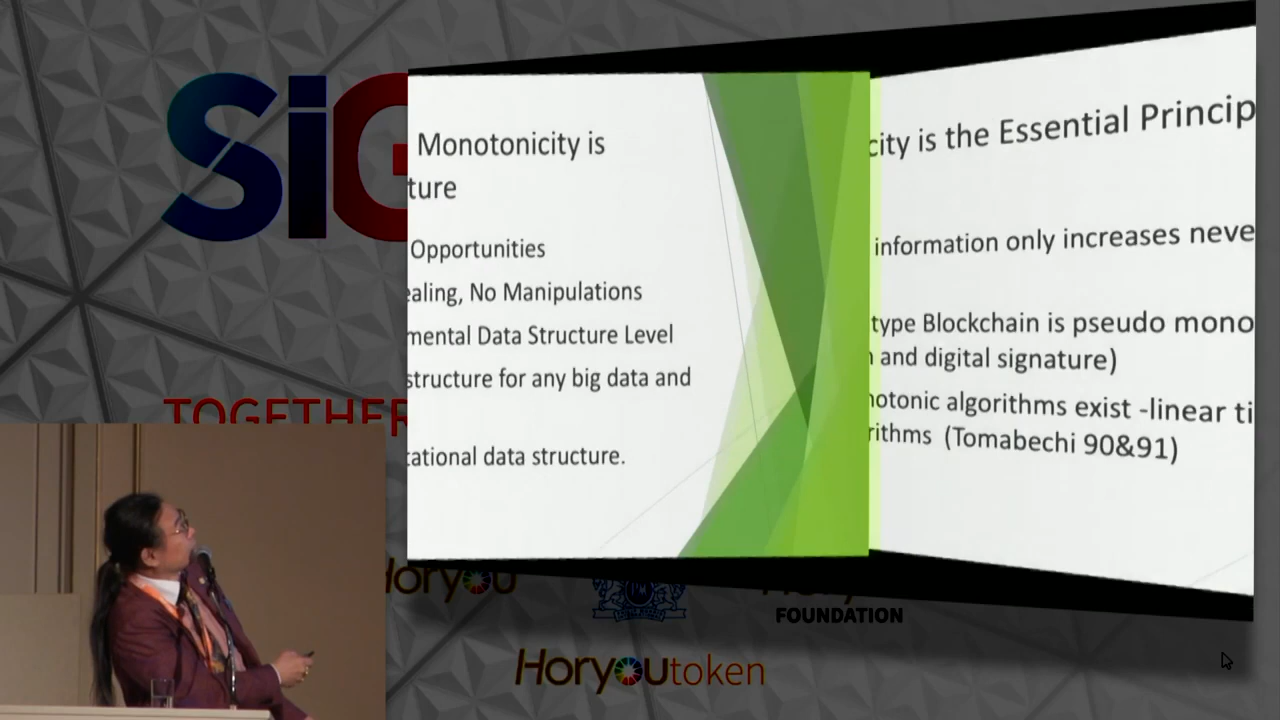 SiG
TOGETHER
Monotonicity is
ture
Opportunities
ealing, No Manipulations
mental Data Structure Level
structure for any big data and
tational data structure.
city is the Essential Princip
information only increases neve
type Blockchain is pseudo mono
and digital signature)
notonic algorithms exist -linear ti
rithms (Tomabechi 90&91)
Horyou
FOUNDATION
Horyoutoken